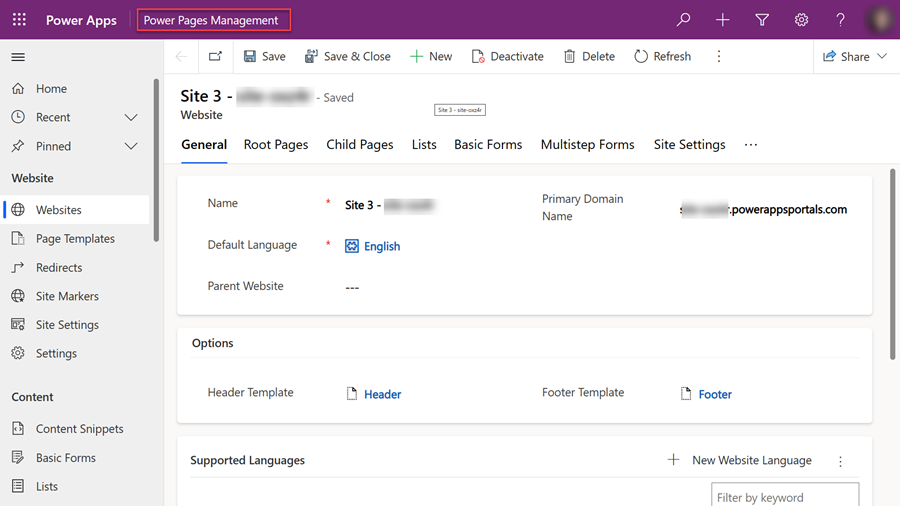 Power Apps Power Pages Management
Save Save & Close New Deactivate Delete Refresh Share
Home
Recent
Pinned
Website
Websites
Page Templates
Redirects
Site Markers
Site Settings
Settings
Content
Content Snippets
Basic Forms
Lists
Site 3 - - Saved
Website
Site 3 - site-oxz4r
General Root Pages Child Pages Lists Basic Forms Multistep Forms Site Settings ...
Name * Site 3 -
Primary Domain
Name
.powerappsportals.com
Default Language * English
Parent Website ---
Options
Header Template Header Footer Template Footer
Supported Languages New Website Language
Filter by keyword